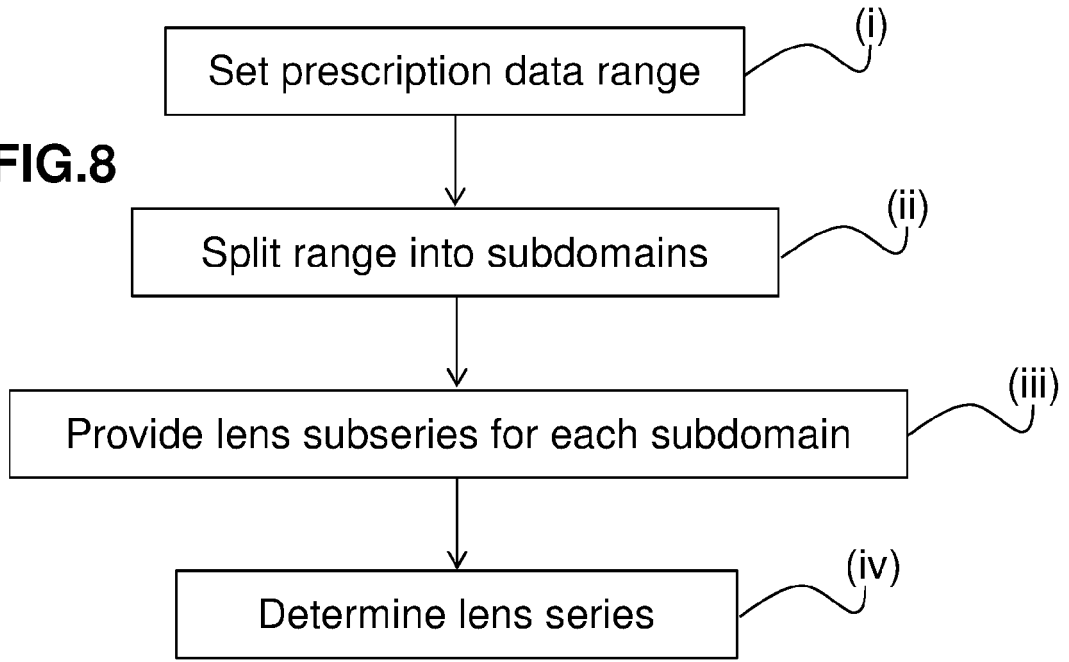 (i)
Set prescription data range
FIG.8
(ii)
Split range into subdomains
(iii)
Provide lens subseries for each subdomain
(iv)
Determine lens series